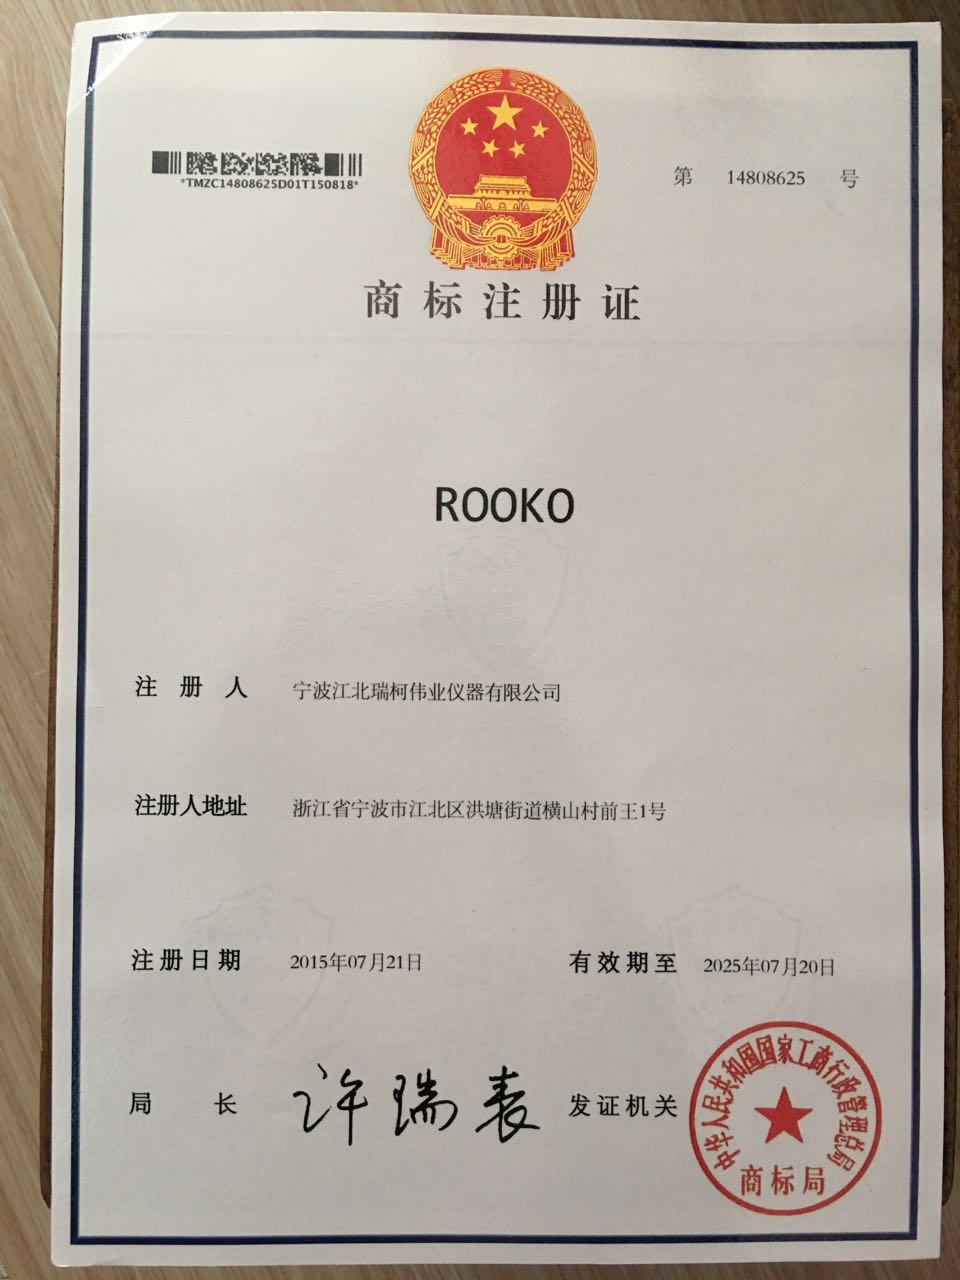 *TMZC14808625D01T150818*
第 14808625 号
商标注册证
ROOKO
注册人 宁波江北瑞柯伟业仪器有限公司
注册人地址 浙江省宁波市江北区洪塘街道横山村前王1号
注册日期 2015年07月21日 有效期至 2025年07月20日
局长 许瑞表 发证机关
中华人民共和国国家工商行政管理总局
商标局